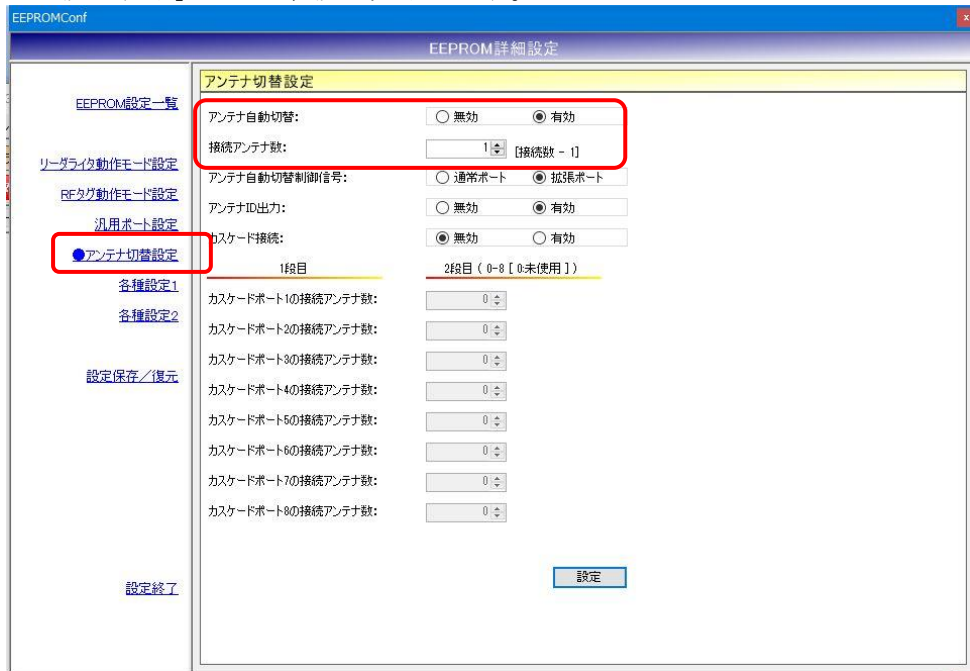 EEPROMConf
EEPROM詳細設定
EEPROM設定一覧
リーダライタ動作モード設定
RFタグ動作モード設定
汎用ポート設定
●アンテナ切替設定
各種設定1
各種設定2
設定保存／復元
設定終了
アンテナ切替設定
アンテナ自動切替: 無効 有効
接続アンテナ数: 1 [接続数 - 1]
アンテナ自動切替制御信号: 通常ポート 拡張ポート
アンテナID出力: 無効 有効
カスケード接続: 無効 有効
1段目 2段目 ( 0-8 [ 0:未使用 ] )
カスケードポート1の接続アンテナ数: 0
カスケードポート2の接続アンテナ数: 0
カスケードポート3の接続アンテナ数: 0
カスケードポート4の接続アンテナ数: 0
カスケードポート5の接続アンテナ数: 0
カスケードポート6の接続アンテナ数: 0
カスケードポート7の接続アンテナ数: 0
カスケードポート8の接続アンテナ数: 0
設定